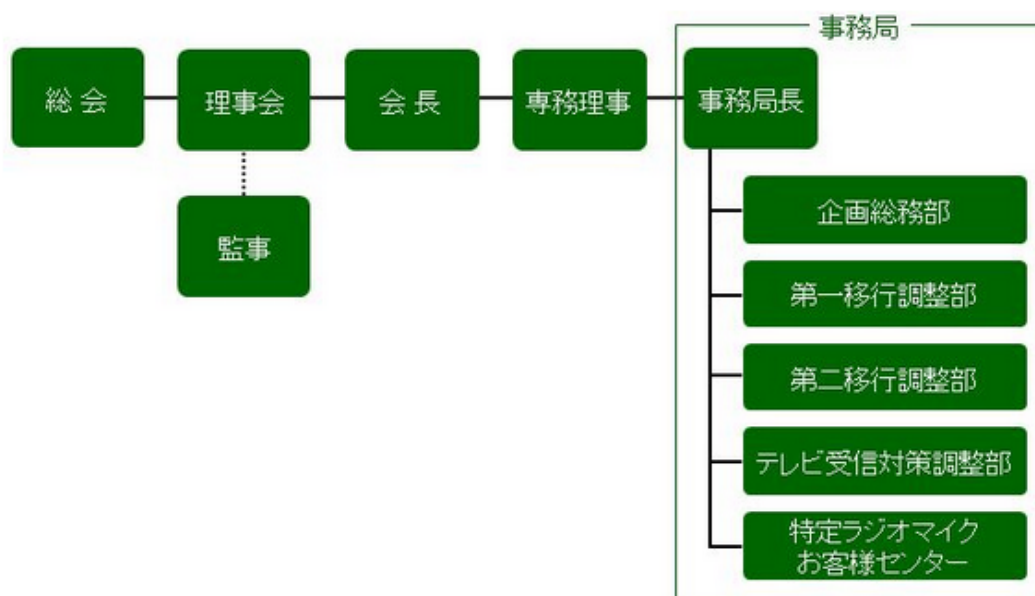 事務局
総会
理事会
会長
専務理事
事務局長
監事
企画総務部
第一移行調整部
第二移行調整部
テレビ受信対策調整部
特定ラジオマイク
お客様センター